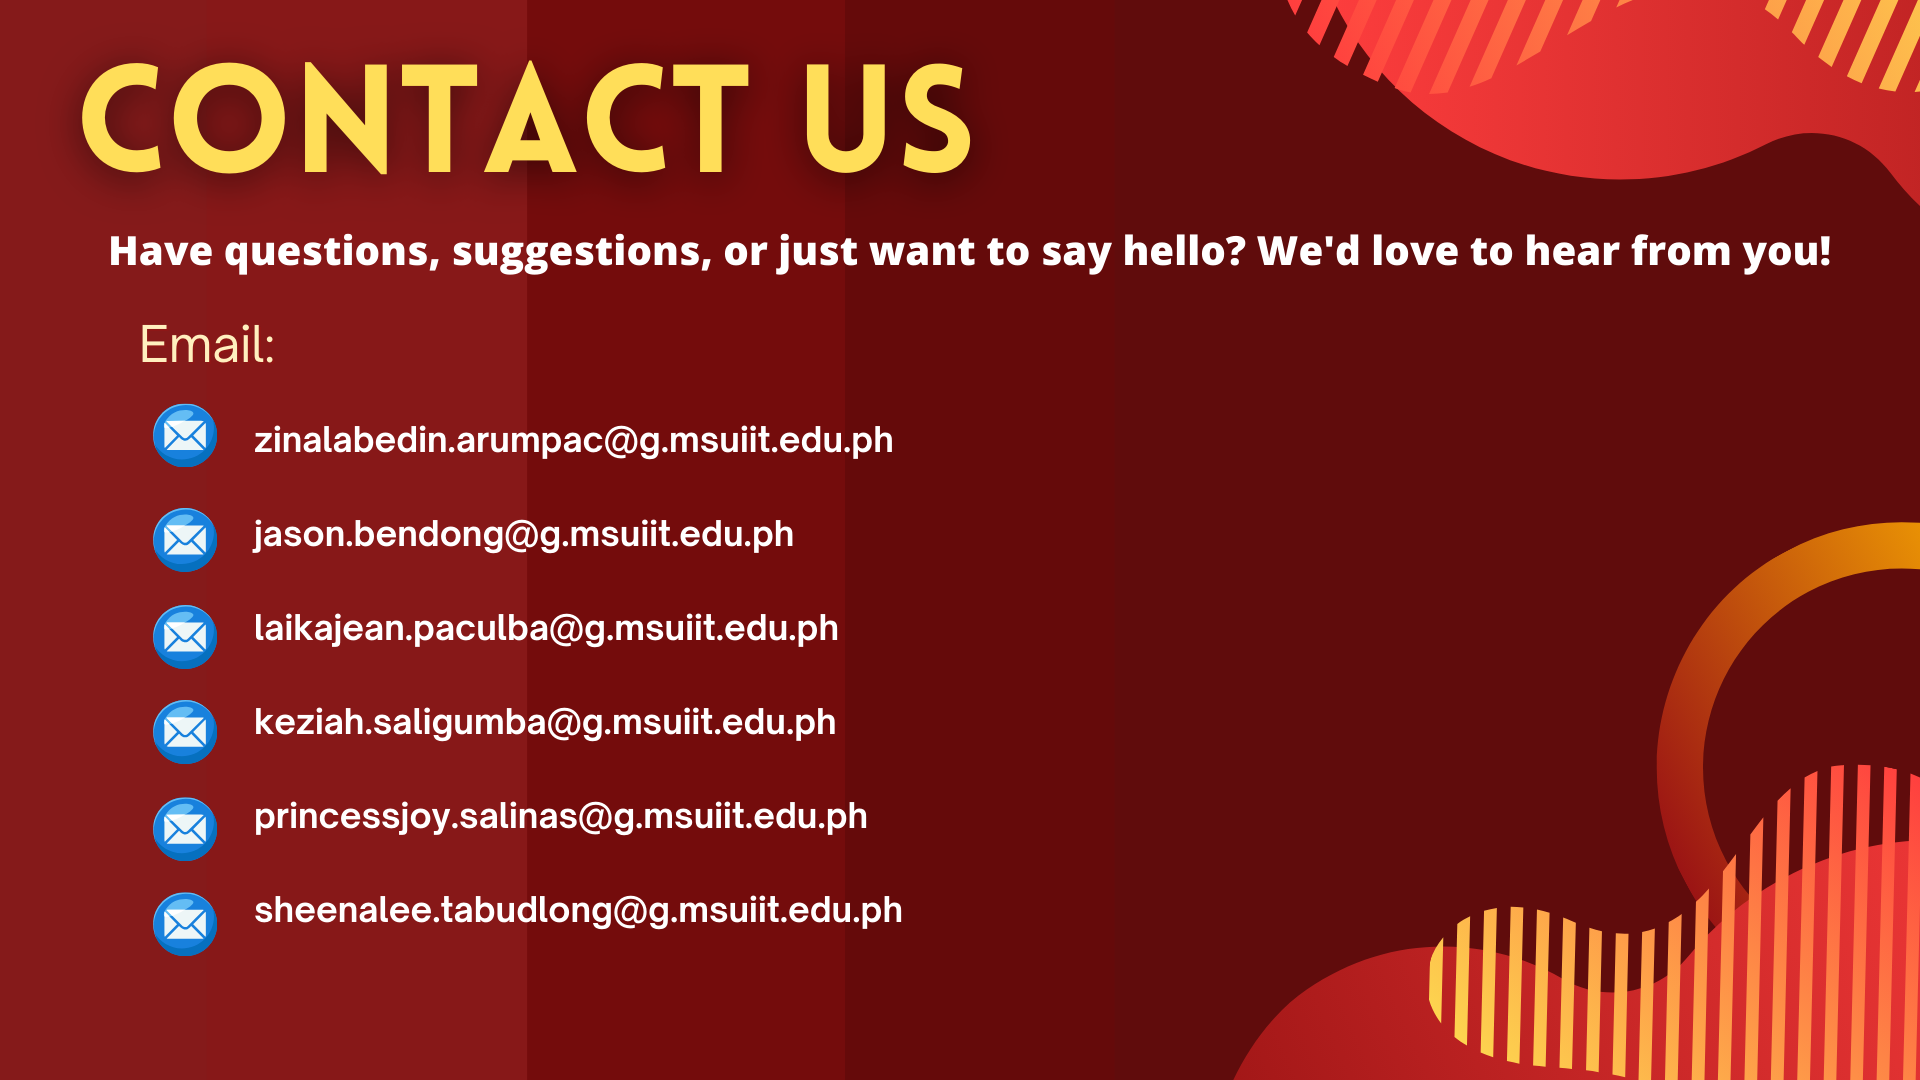 CONTACT US
Have questions, suggestions, or just want to say hello? We'd love to hear from you!
Email:
zinalabedin.arumpac@g.msuiit.edu.ph
jason.bendong@g.msuiit.edu.ph
laikajean.paculba@g.msuiit.edu.ph
keziah.saligumba@g.msuiit.edu.ph
princessjoy.salinas@g.msuiit.edu.ph
sheenalee.tabudlong@g.msuiit.edu.ph